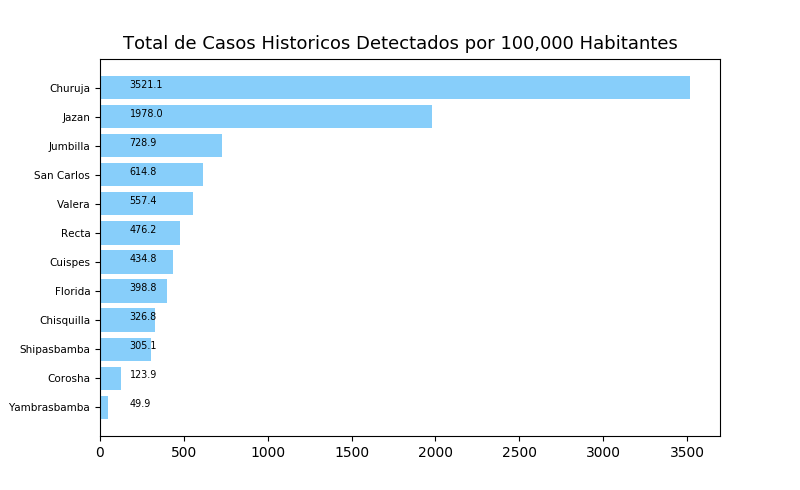 Total de Casos Historicos Detectados por 100,000 Habitantes
Churuja 3521.1
Jazan 1978.0
Jumbilla 728.9
San Carlos 614.8
Valera 557.4
Recta 476.2
Cuispes 434.8
Florida 398.8
Chisquilla 326.8
Shipasbamba 305.1
Corosha 123.9
Yambrasbamba 49.9
0 500 1000 1500 2000 2500 3000 3500